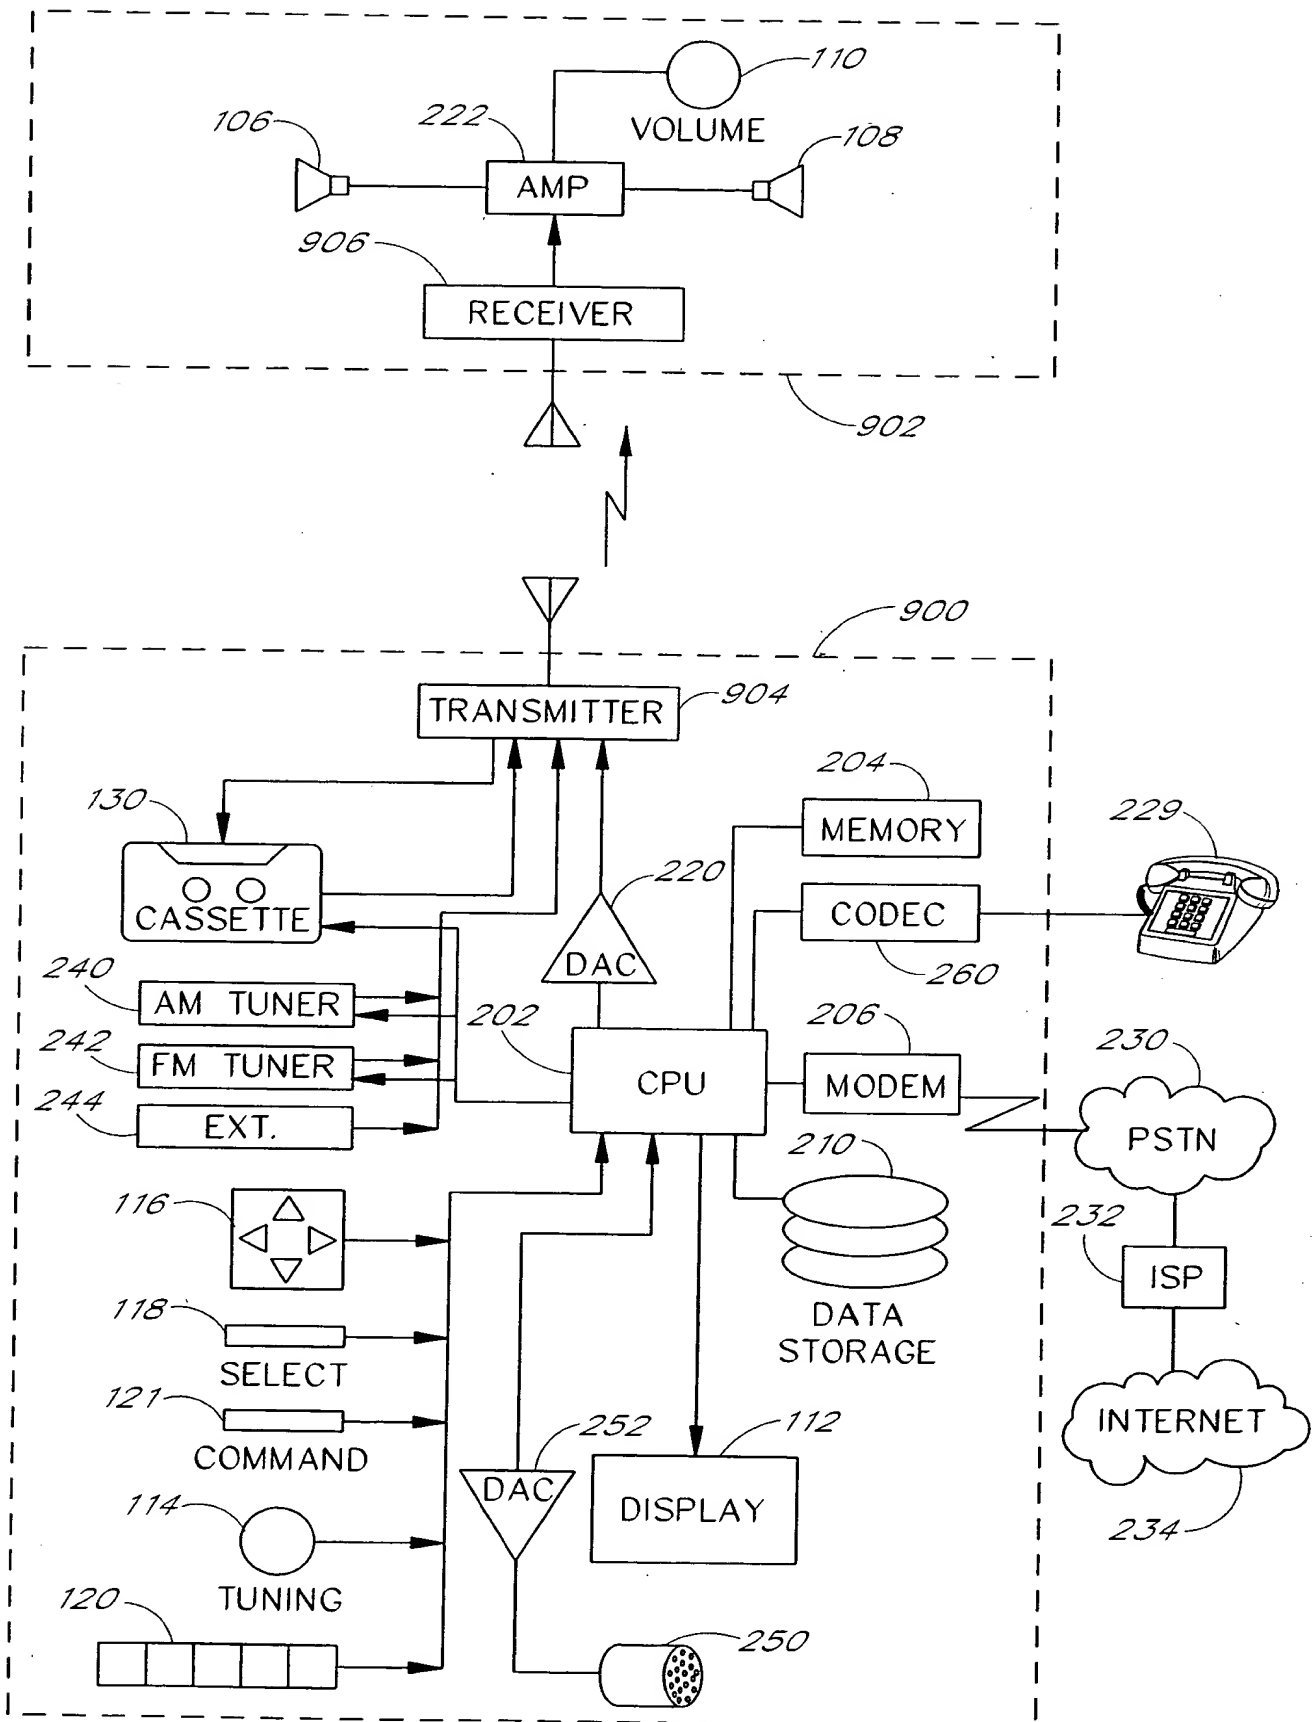 110
VOLUME
106
222
108
AMP
906
RECEIVER
902
900
TRANSMITTER
904
130
CASSETTE
204
MEMORY
229
220
CODEC
260
DAC
240
AM TUNER
202
242
FM TUNER
CPU
206
MODEM
230
PSTN
244
EXT.
210
116
232
ISP
118
SELECT
DATA
STORAGE
121
COMMAND
252
DAC
112
DISPLAY
INTERNET
234
114
TUNING
120
250